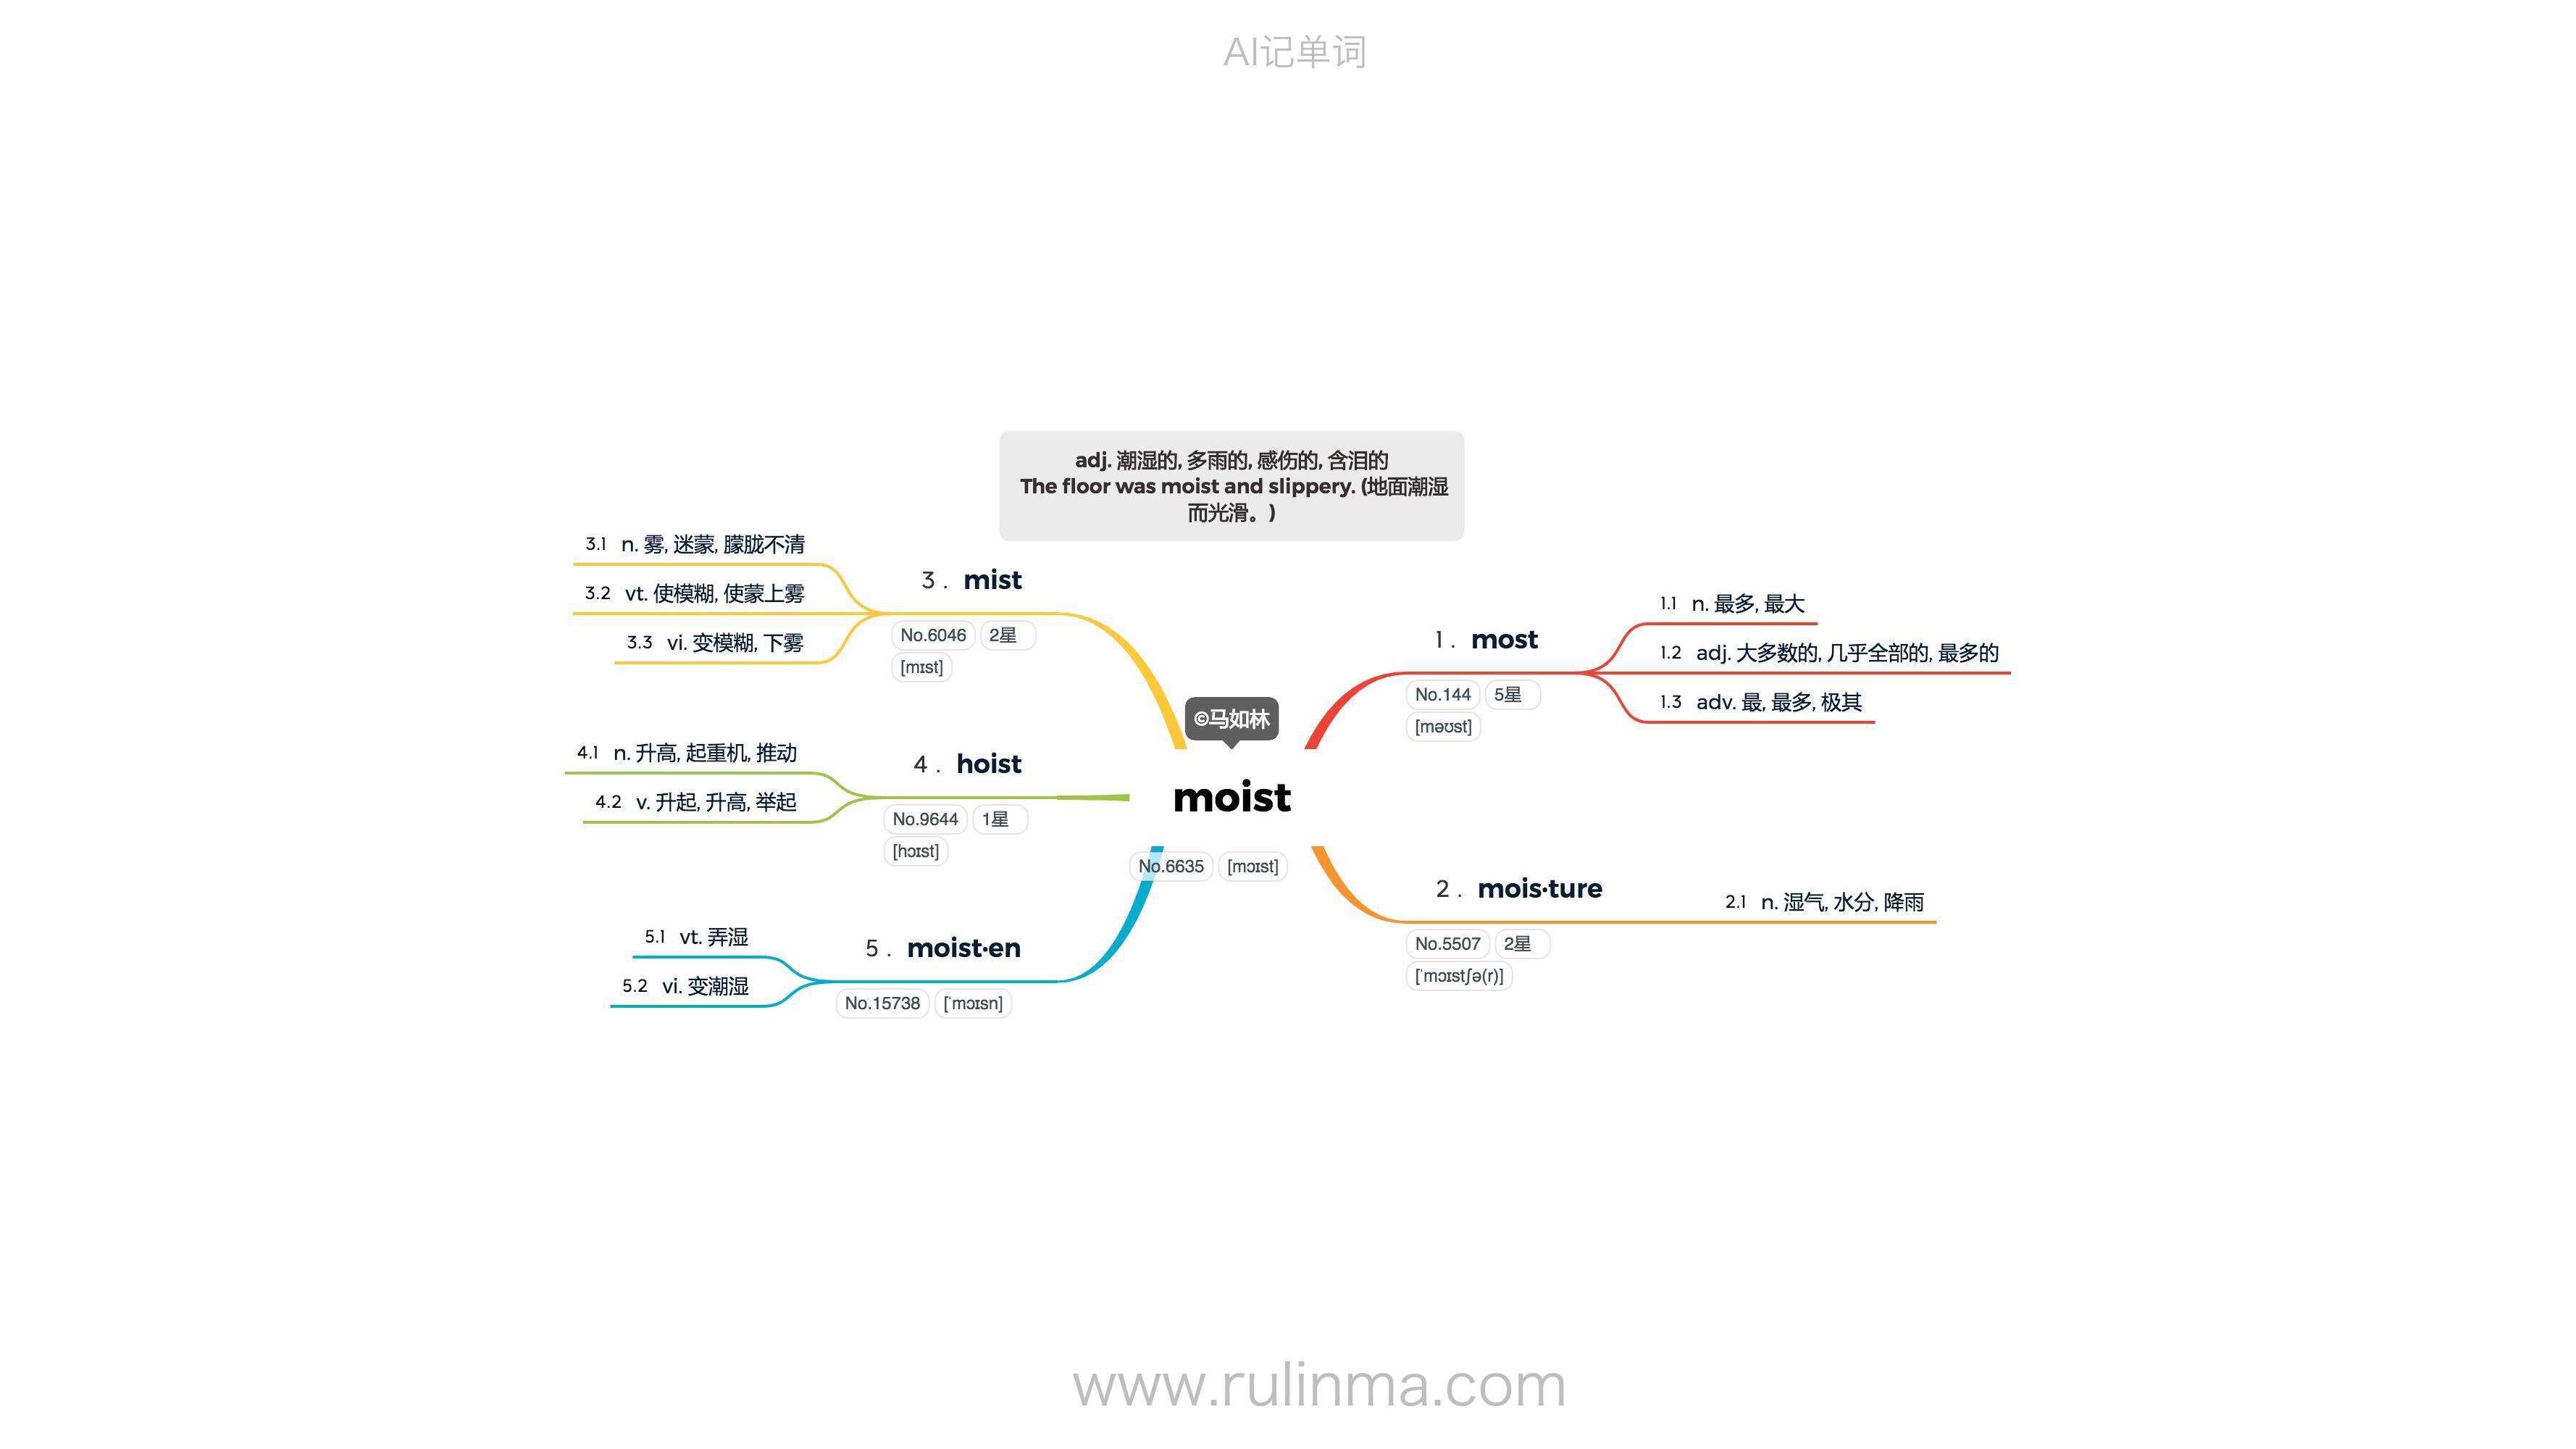 AI记单词
adj. 潮湿的, 多雨的, 感伤的, 含泪的
The floor was moist and slippery. (地面潮湿
而光滑。)
©马如林
moist
No.6635 [mɔɪst]
1 . most
No.144 5星
[məʊst]
1.1 n. 最多, 最大
1.2 adj. 大多数的, 几乎全部的, 最多的
1.3 adv. 最, 最多, 极其
2 . mois·ture
No.5507 2星
[ˈmɔɪstʃə(r)]
2.1 n. 湿气, 水分, 降雨
3 . mist
No.6046 2星
[mɪst]
3.1 n. 雾, 迷蒙, 朦胧不清
3.2 vt. 使模糊, 使蒙上雾
3.3 vi. 变模糊, 下雾
4 . hoist
No.9644 1星
[hɔɪst]
4.1 n. 升高, 起重机, 推动
4.2 v. 升起, 升高, 举起
5 . moist·en
No.15738 [ˈmɔɪsn]
5.1 vt. 弄湿
5.2 vi. 变潮湿
www.rulinma.com